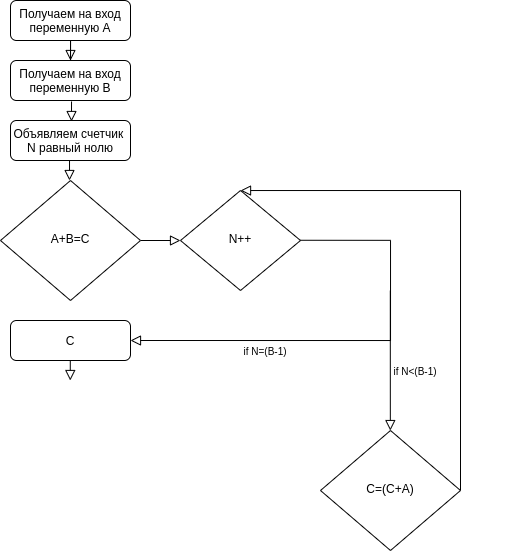 Получаем на вход
переменную A
Получаем на вход
переменную B
Объявляем счетчик
N равный нолю
A+B=C
N++
C
if N=(B-1)
if N<(B-1)
C=(C+A)